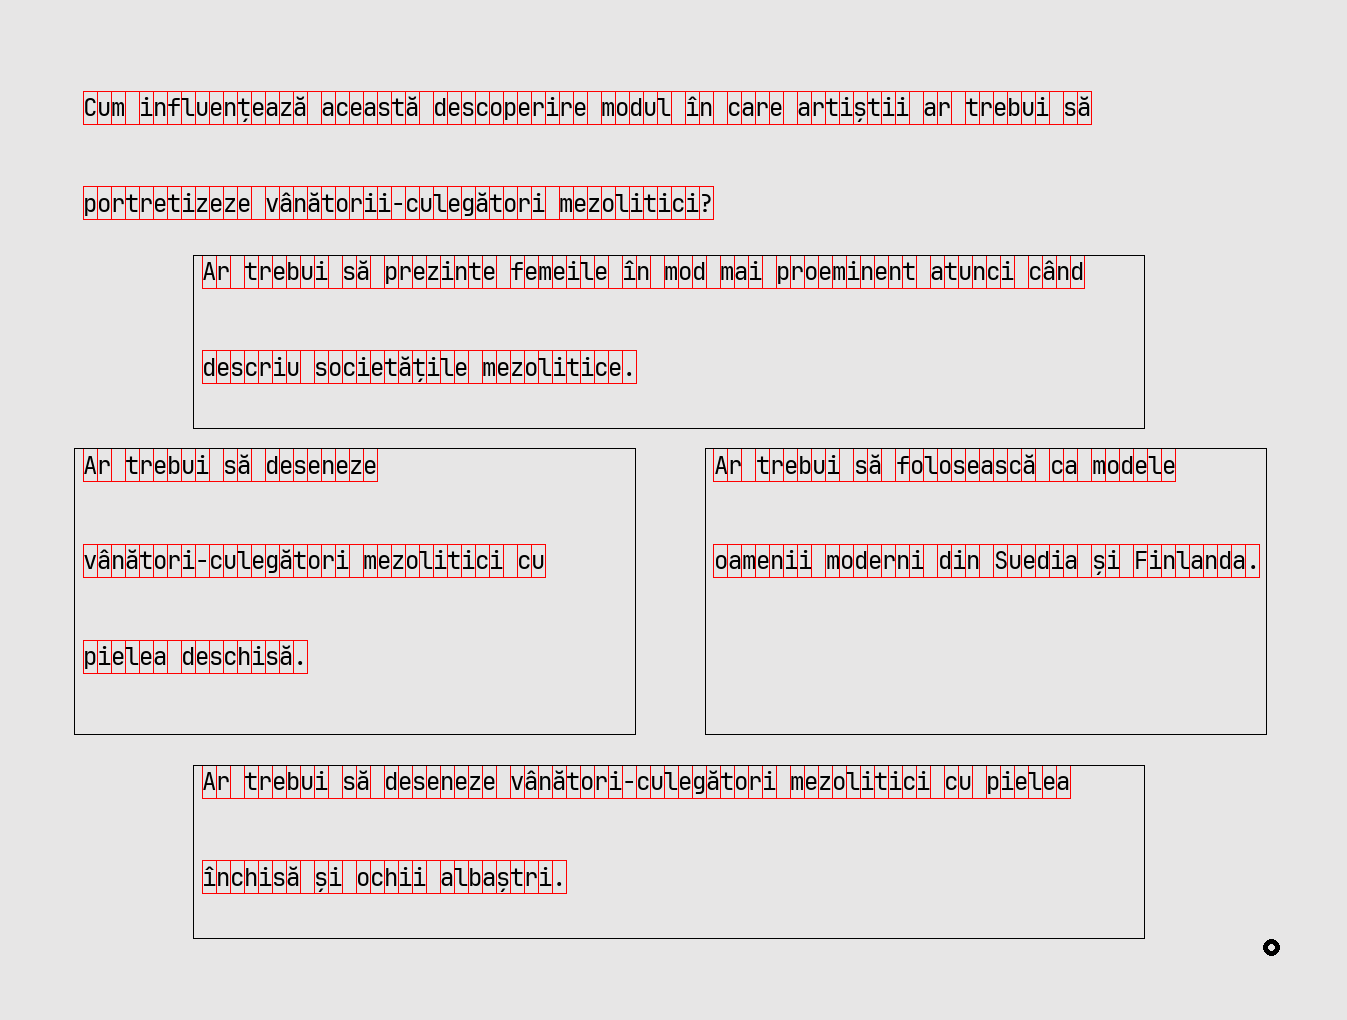 Cum influențează această descoperire modul în care artiștii ar trebui să
portretizeze vânătorii-culegători mezolitici?
Ar trebui să prezinte femeile în mod mai proeminent atunci când
descriu societățile mezolitice.
Ar trebui să deseneze
vânători-culegători mezolitici cu
pielea deschisă.
Ar trebui să folosească ca modele
oamenii moderni din Suedia și Finlanda.
Ar trebui să deseneze vânători-culegători mezolitici cu pielea
închisă și ochii albaștri.